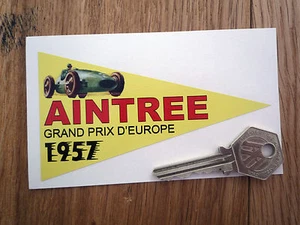 AINTREE
GRAND PRIX D'EUROPE
1957